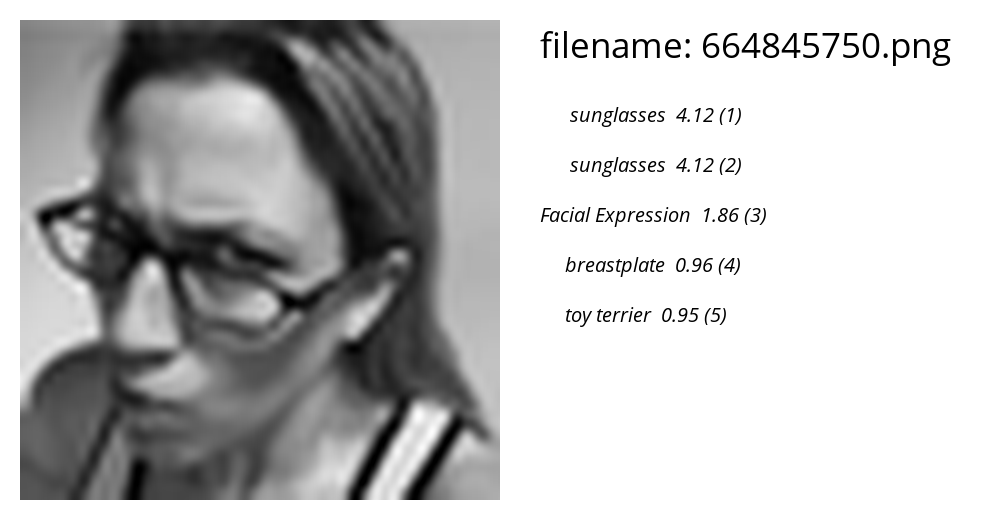 filename: 664845750.png
sunglasses 4.12 (1)
sunglasses 4.12 (2)
Facial Expression 1.86 (3)
breastplate 0.96 (4)
toy terrier 0.95 (5)